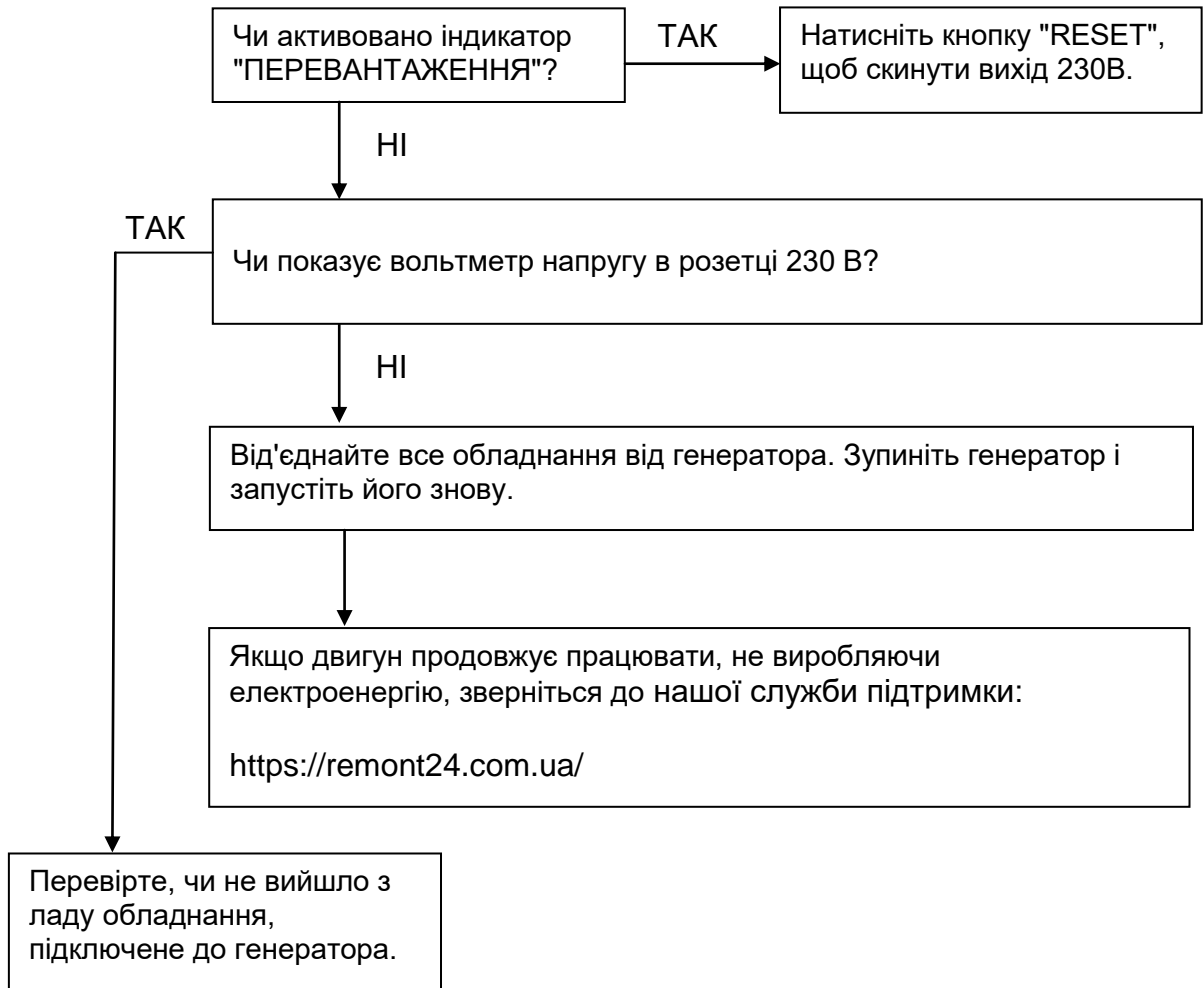 Чи активовано індикатор
"ПЕРЕВАНТАЖЕННЯ"?
ТАК
Натисніть кнопку "RESET",
щоб скинути вихід 230В.
НІ
ТАК
Чи показує вольтметр напругу в розетці 230 В?
НІ
Від'єднайте все обладнання від генератора. Зупиніть генератор і
запустіть його знову.
Якщо двигун продовжує працювати, не виробляючи
електроенергію, зверніться до нашої служби підтримки:
https://remont24.com.ua/
Перевірте, чи не вийшло з
ладу обладнання,
підключене до генератора.